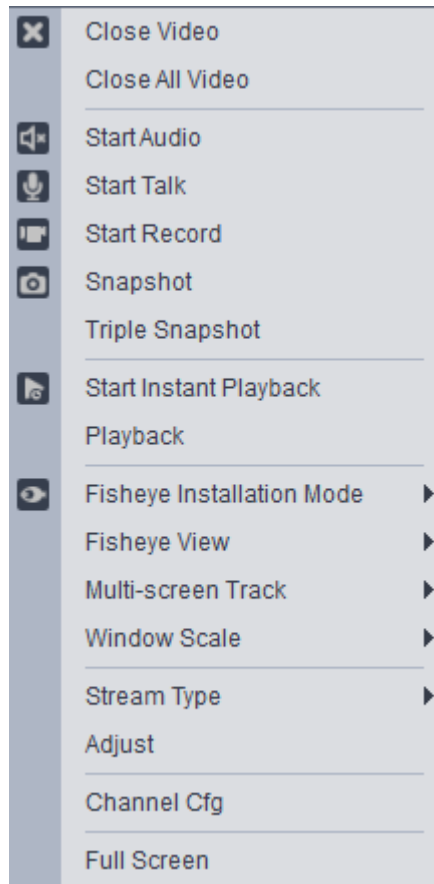 Close Video
Close All Video
Start Audio
Start Talk
Start Record
Snapshot
Triple Snapshot
Start Instant Playback
Playback
Fisheye Installation Mode
Fisheye View
Multi-screen Track
Window Scale
Stream Type
Adjust
Channel Cfg
Full Screen